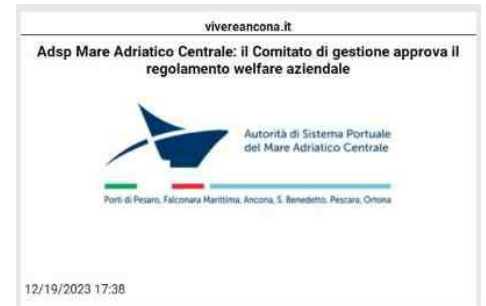 vivereancona.it
Adsp Mare Adriatico Centrale: il Comitato di gestione approva il
regolamento welfare aziendale
Autorità di Sistema Portuale
del Mare Adriatico Centrale
Porti di Pesaro, Falconara Marittima, Ancona, S. Benedetto, Pescara, Ortona
12/19/2023 17:38